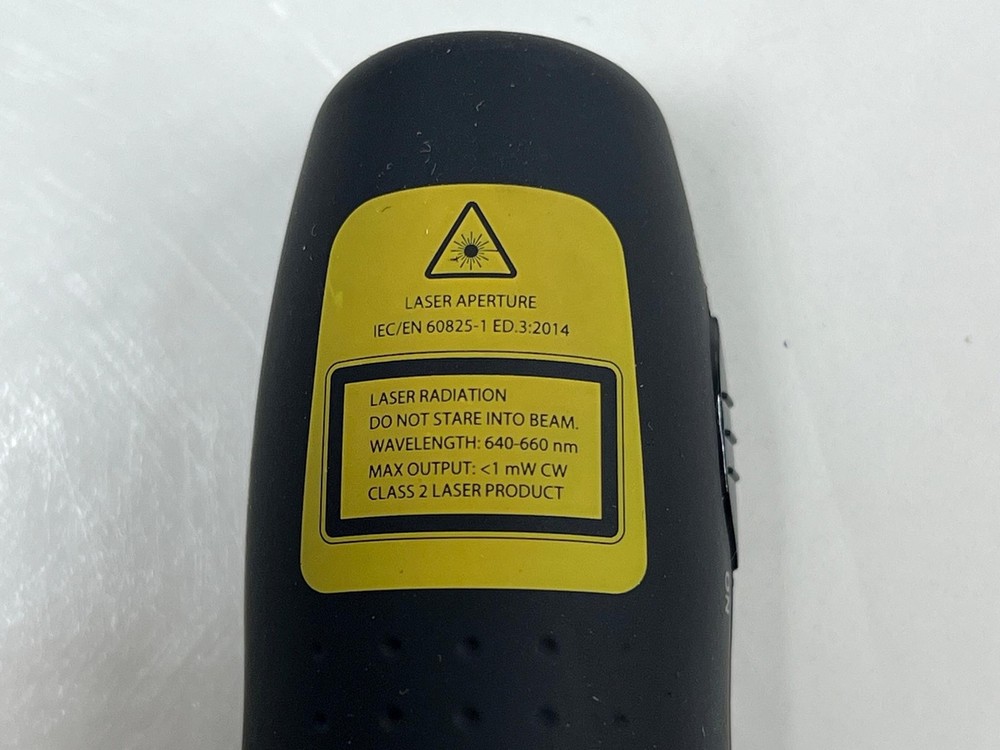 LASER APERTURE
IEC/EN 60825-1 ED.3:2014
LASER RADIATION
DO NOT STARE INTO BEAM.
WAVELENGTH: 640-660 nm
MAX OUTPUT: <1 mW CW
CLASS 2 LASER PRODUCT
ON